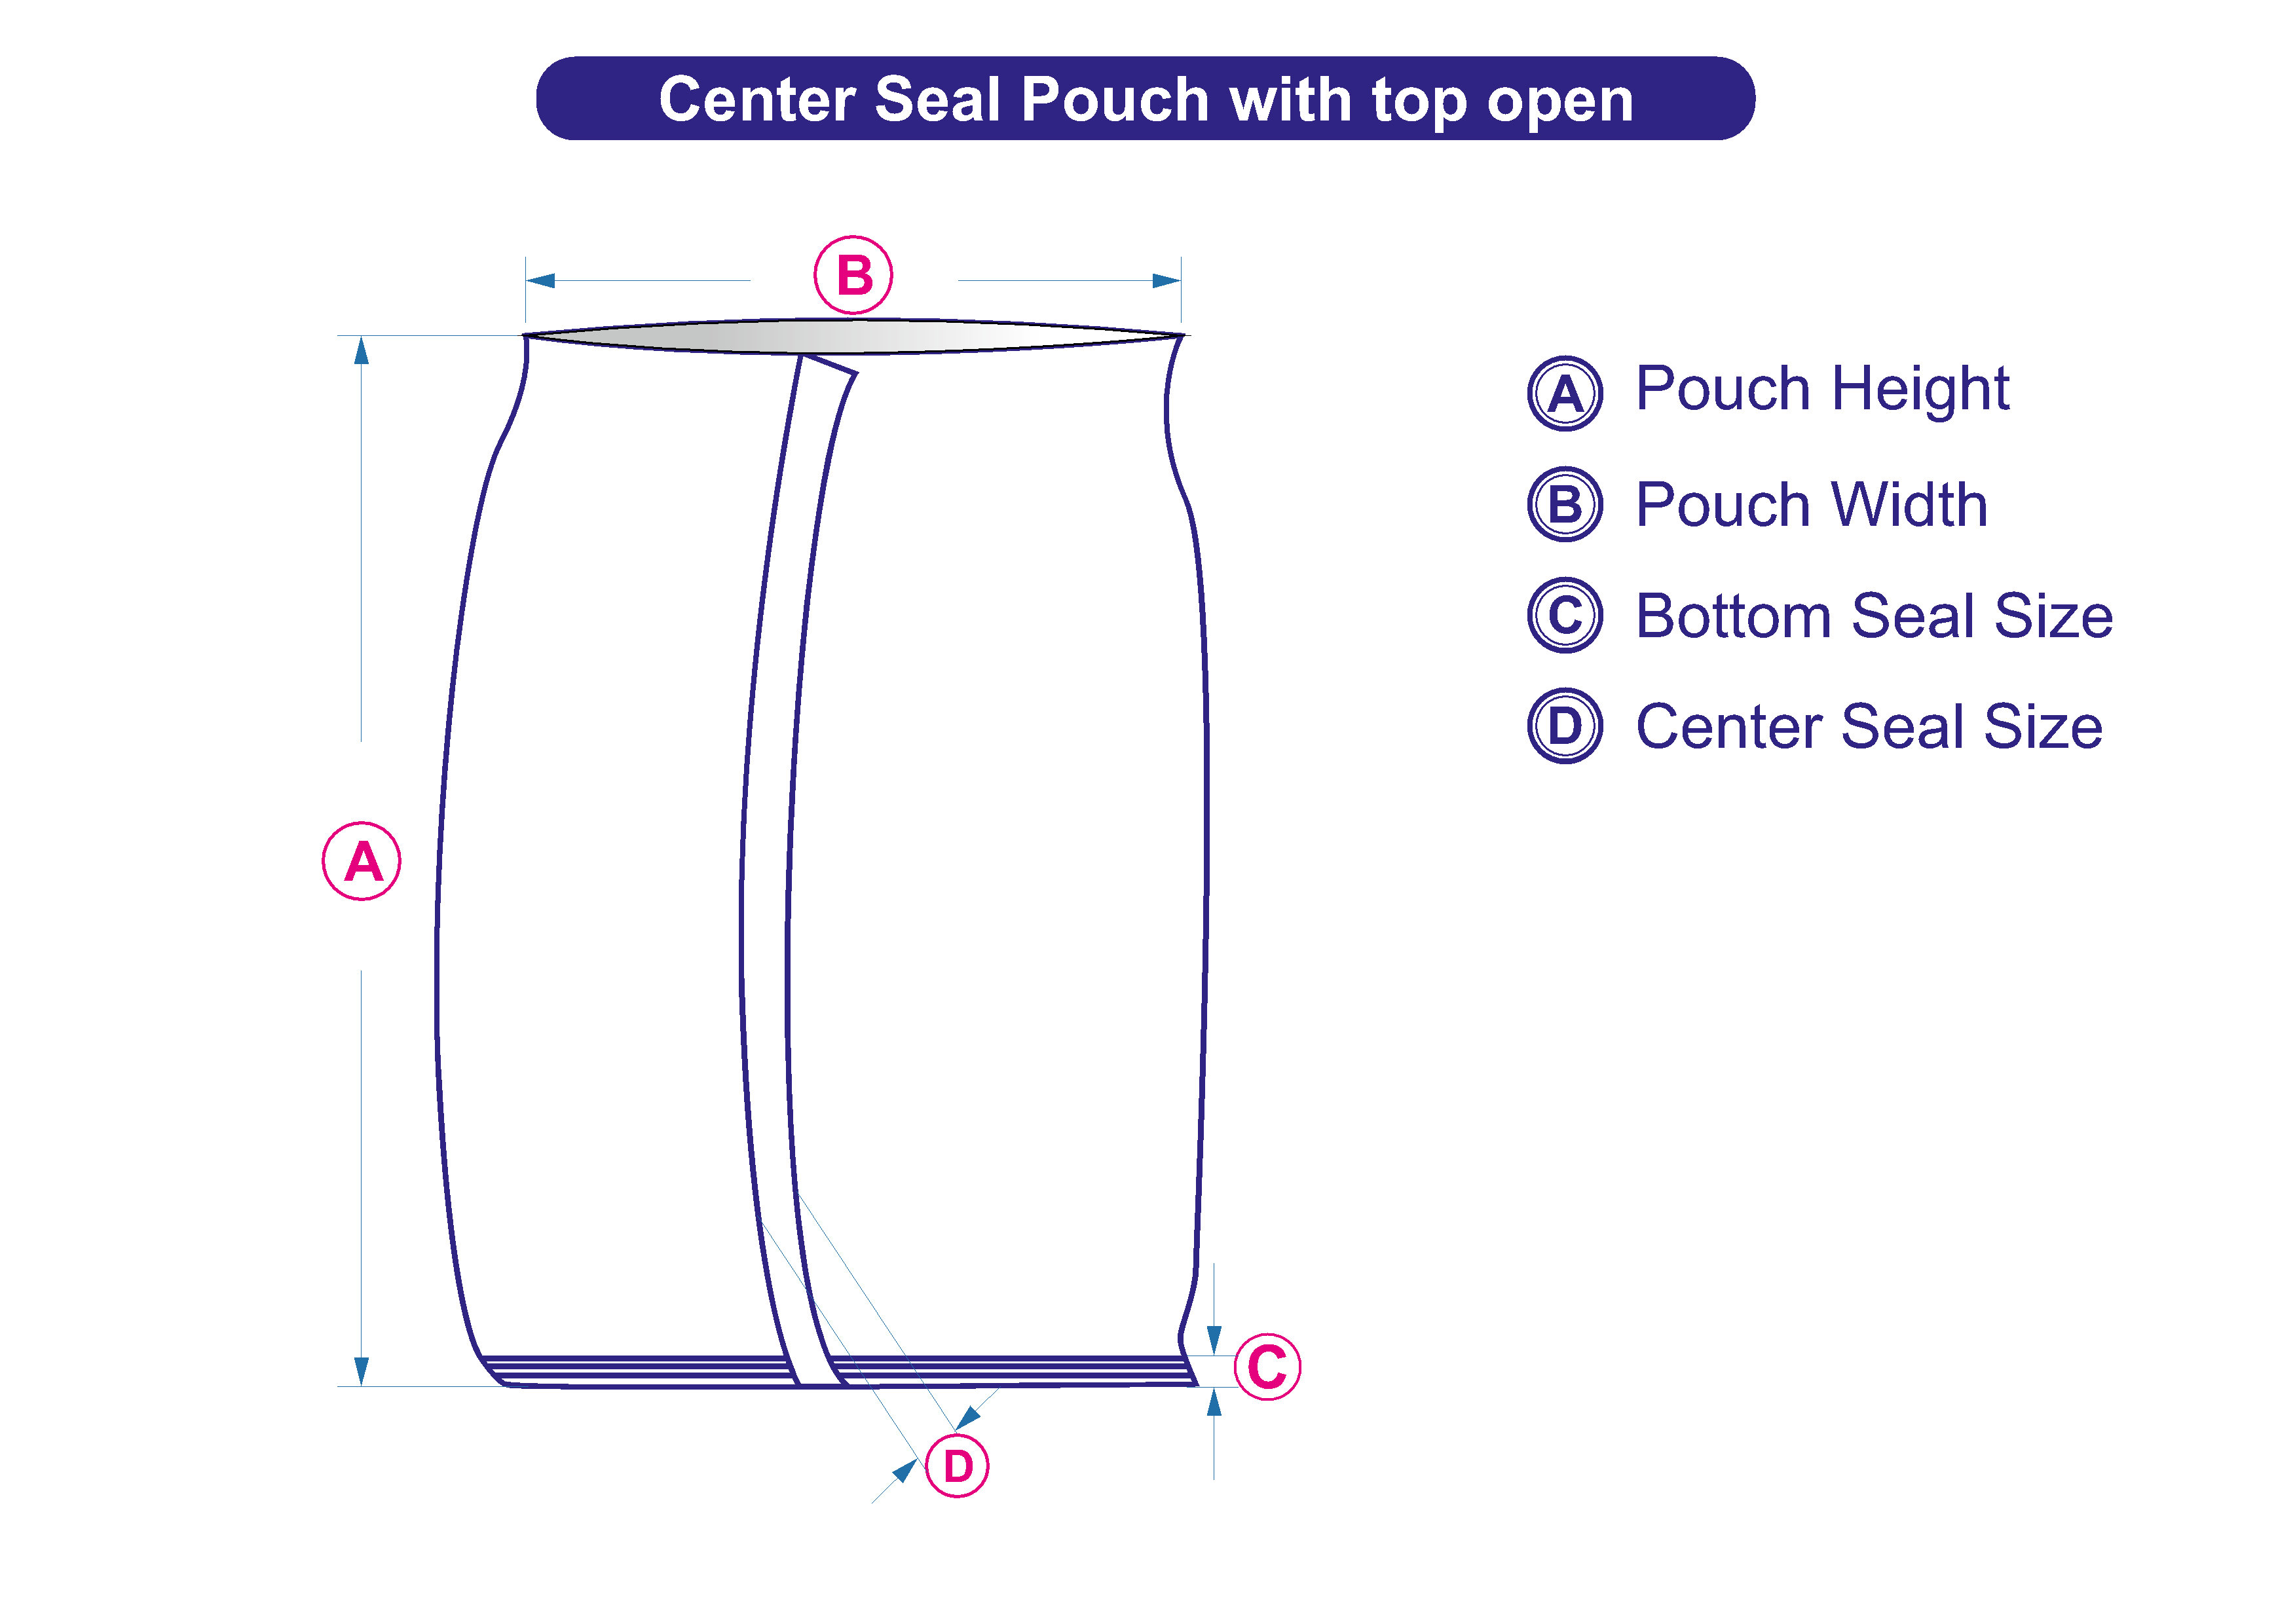 Center Seal Pouch with top open
B
A Pouch Height
B Pouch Width
C Bottom Seal Size
D Center Seal Size
A
C
D